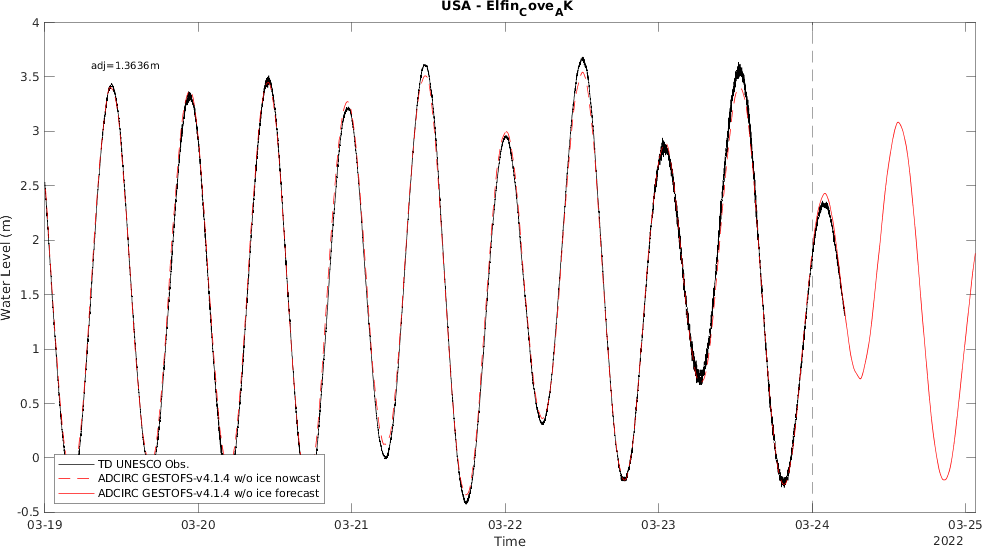 USA - Elfin_Cove_AK
4
adj=1.3636m
3.5
3
2.5
2
1.5
1
0.5
0
-0.5
Water Level (m)
TD UNESCO Obs.
ADCIRC GESTOFS-v4.1.4 w/o ice nowcast
ADCIRC GESTOFS-v4.1.4 w/o ice forecast
03-19 03-20 03-21 03-22 03-23 03-24 03-25
Time
2022